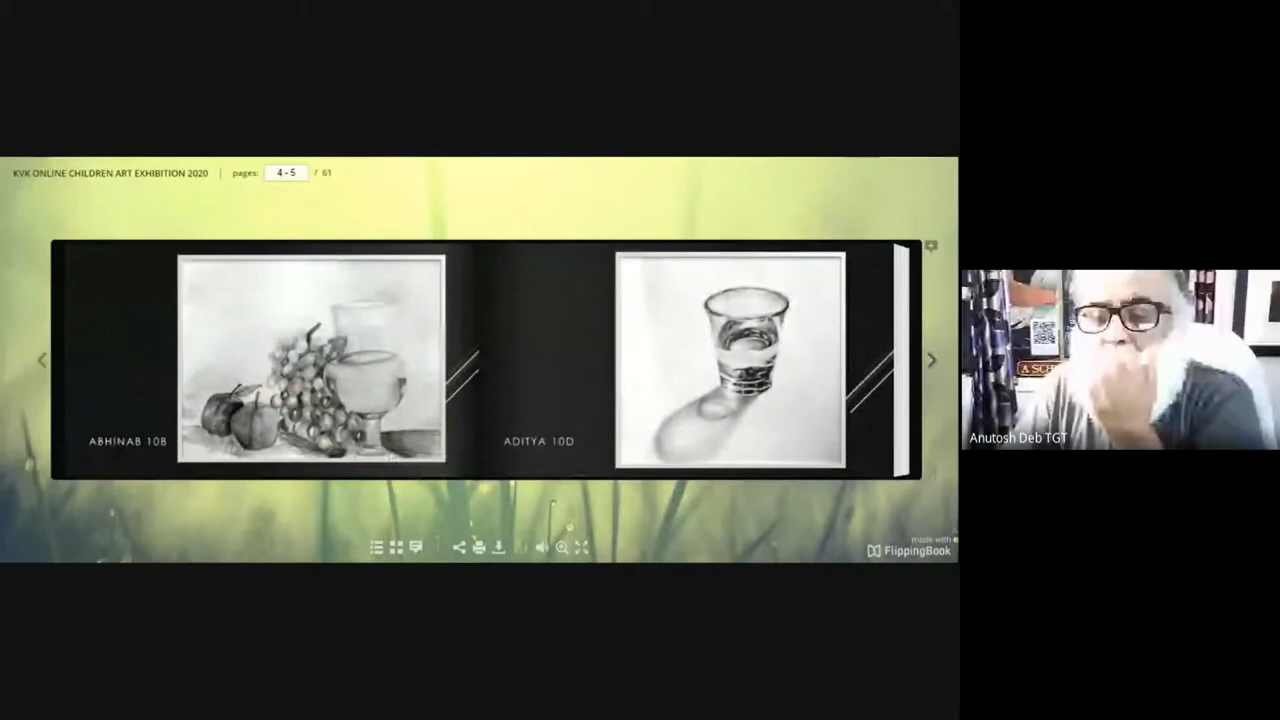 KVK ONLINE CHILDREN ART EXHIBITION 2020 pages: 4 - 5 / 61
ABHINAB 10B
ADITYA 10D
made with
FlippingBook
A SCH
Anutosh Deb TGT